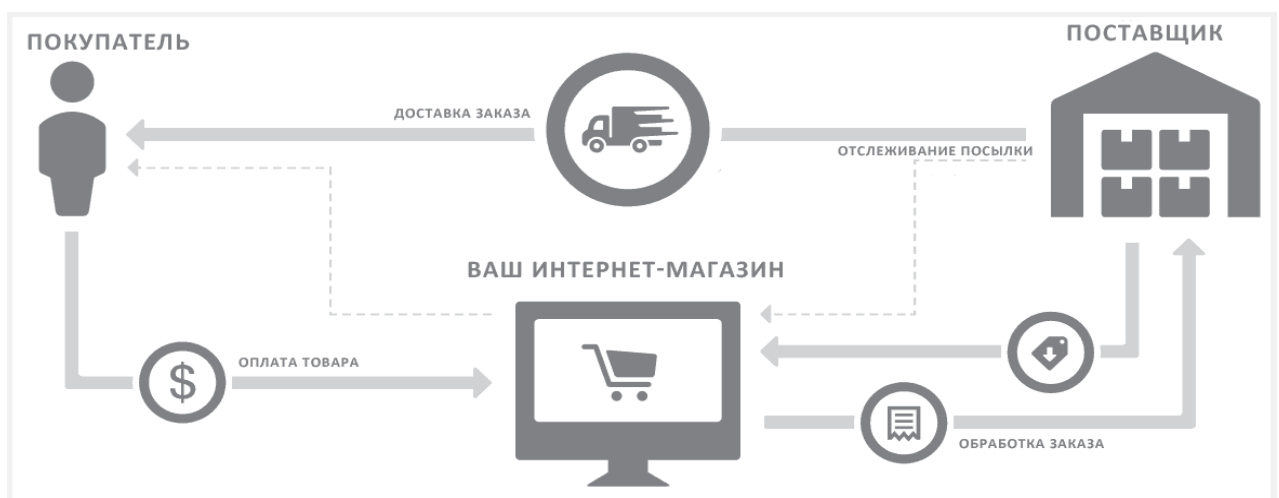 ПОКУПАТЕЛЬ
ПОСТАВЩИК
ДОСТАВКА ЗАКАЗА
ОТСЛЕЖИВАНИЕ ПОСЫЛКИ
ВАШ ИНТЕРНЕТ-МАГАЗИН
$
ОПЛАТА ТОВАРА
ОБРАБОТКА ЗАКАЗА